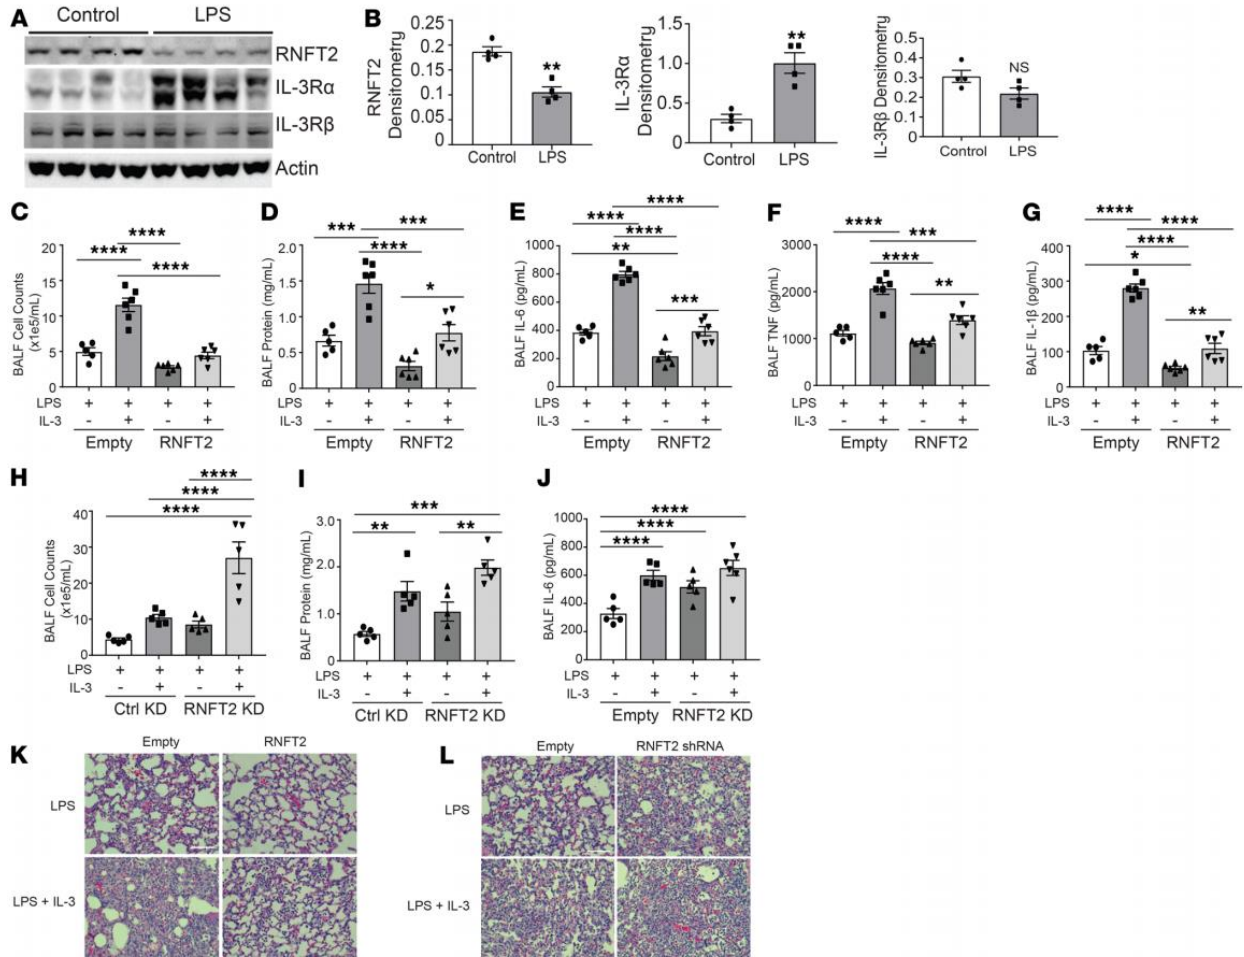 A
Control LPS
RNFT2
IL-3Rα
IL-3Rβ
Actin
B
RNFT2
Densitometry
0.25
0.2
0.15
0.1
0.05
0
**
Control LPS
IL-3Rα
Densitometry
1.5
1.0
0.5
0
**
Control LPS
IL-3Rβ Densitometry
0.5
0.4
0.3
0.2
0.1
0
NS
Control LPS
C
BALF Cell Counts
(x1e5/mL)
20
15
10
5
0
****
****
****
LPS + + + +
IL-3 - + - +
Empty RNFT2
D
BALF Protein (mg/mL)
2.0
1.5
1.0
0.5
0
***
***
****
*
+ + + +
- + - +
Empty RNFT2
E
BALF IL-6 (pg/mL)
1000
800
600
400
200
0
****
****
****
**
***
LPS + + + +
IL-3 - + - +
Empty RNFT2
F
BALF TNF (pg/mL)
3000
2000
1000
0
****
***
****
**
LPS + + + +
IL-3 - + - +
Empty RNFT2
G
BALF IL-1β (pg/mL)
400
300
200
100
0
****
****
****
*
**
LPS + + + +
IL-3 - + - +
Empty RNFT2
H
BALF Cell Counts
(x1e5/mL)
40
30
20
10
0
****
****
****
LPS + + + +
IL-3 - + - +
Ctrl KD RNFT2 KD
I
BALF Protein (mg/mL)
3.0
2.0
1.0
0
***
** **
LPS + + + +
IL-3 - + - +
Ctrl KD RNFT2 KD
J
BALF IL-6 (pg/mL)
1000
800
600
400
200
0
****
****
****
LPS + + + +
IL-3 - + - +
Empty RNFT2 KD
K
Empty RNFT2
LPS
LPS + IL-3
L
Empty RNFT2 shRNA
LPS
LPS + IL-3